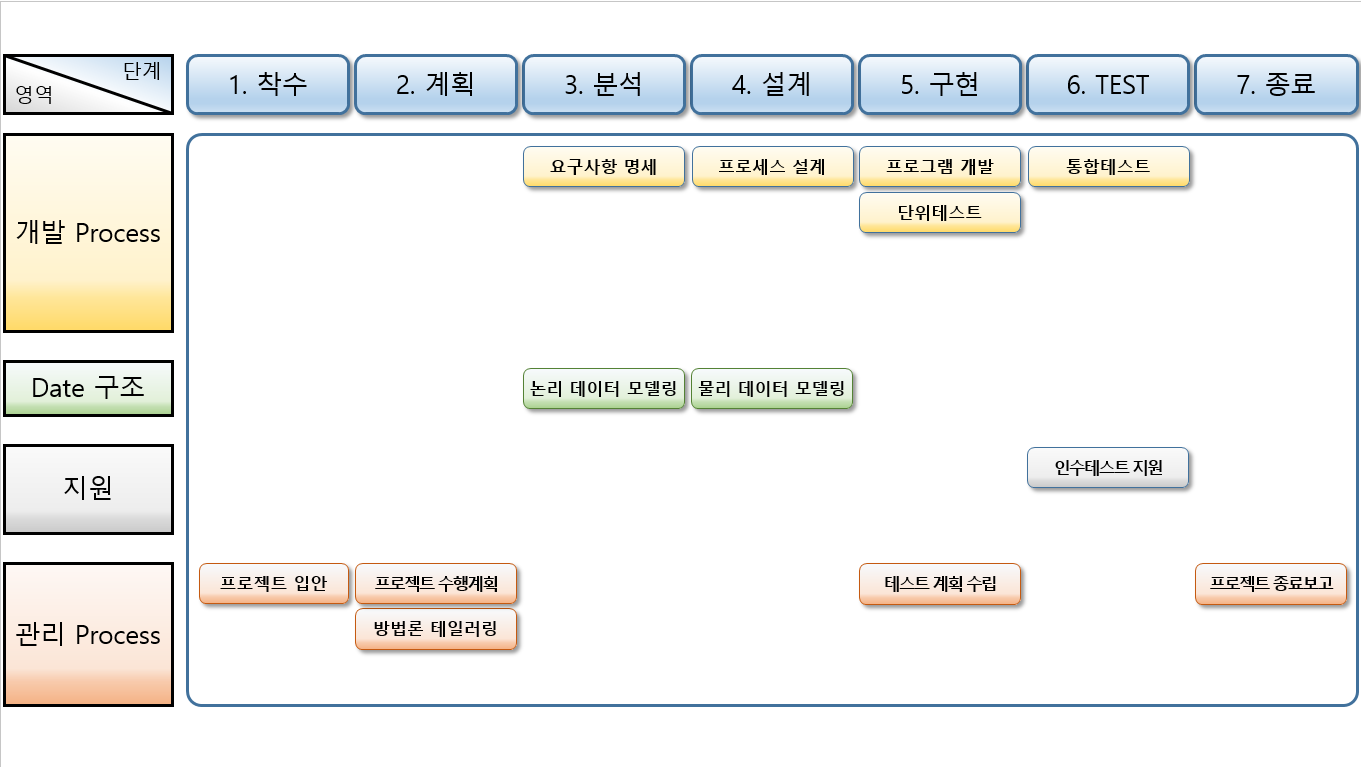 단계
영역
1. 착수
2. 계획
3. 분석
4. 설계
5. 구현
6. TEST
7. 종료
개발 Process
요구사항 명세
프로세스 설계
프로그램 개발
통합테스트
단위테스트
Date 구조
논리 데이터 모델링
물리 데이터 모델링
지원
인수테스트 지원
관리 Process
프로젝트 입안
프로젝트 수행계획
테스트 계획 수립
프로젝트 종료보고
방법론 테일러링